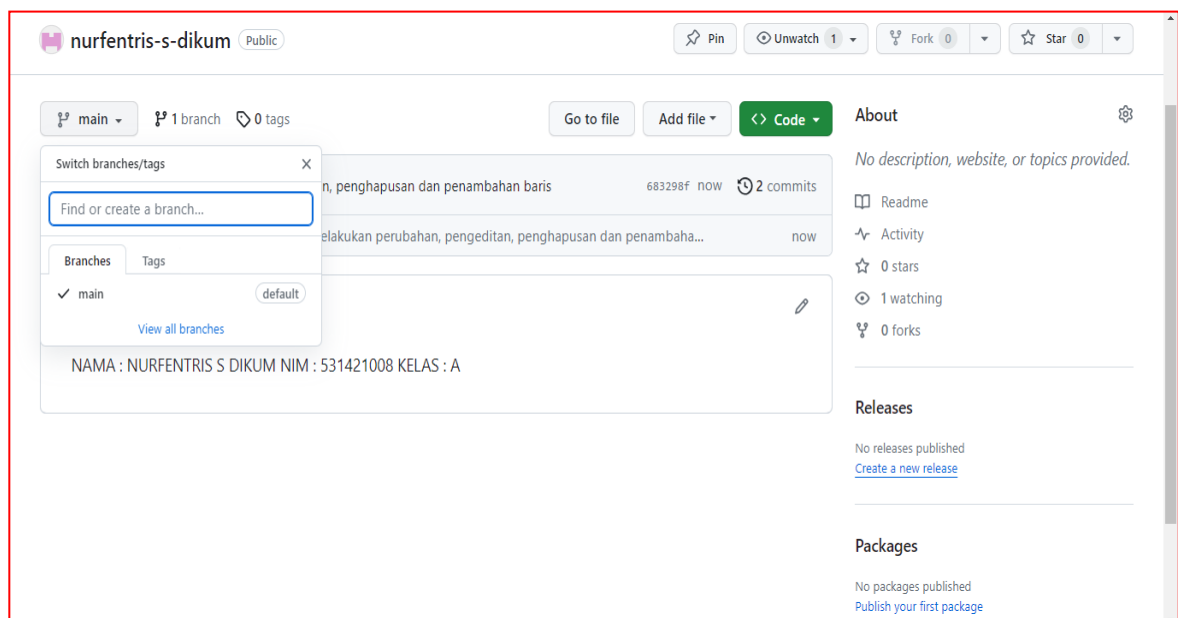 nurfentris-s-dikum Public
Pin
Unwatch 1
Fork 0
Star 0
main
1 branch
0 tags
Go to file
Add file
<> Code
Switch branches/tags
Find or create a branch...
Branches
Tags
main
default
View all branches
n, penghapusan dan penambahan baris
683298f now
2 commits
elakukan perubahan, pengeditan, penghapusan dan penambaha...
now
NAMA : NURFENTRIS S DIKUM NIM : 531421008 KELAS : A
About
No description, website, or topics provided.
Readme
Activity
0 stars
1 watching
0 forks
Releases
No releases published
Create a new release
Packages
No packages published
Publish your first package